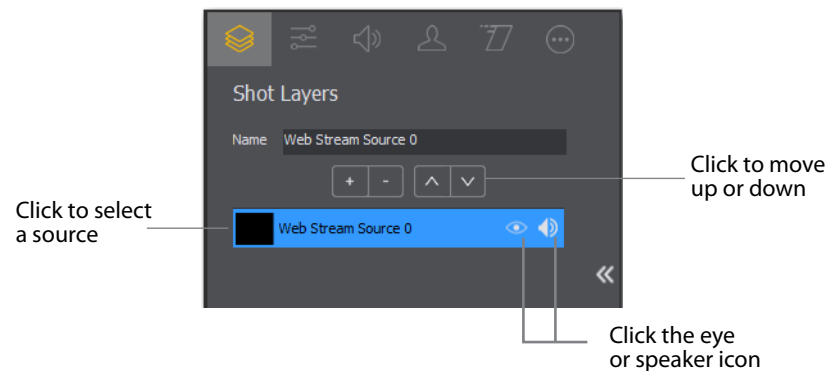 Shot Layers
Name Web Stream Source 0
+ -
Click to move
up or down
Click to select
a source
Web Stream Source 0
Click the eye
or speaker icon